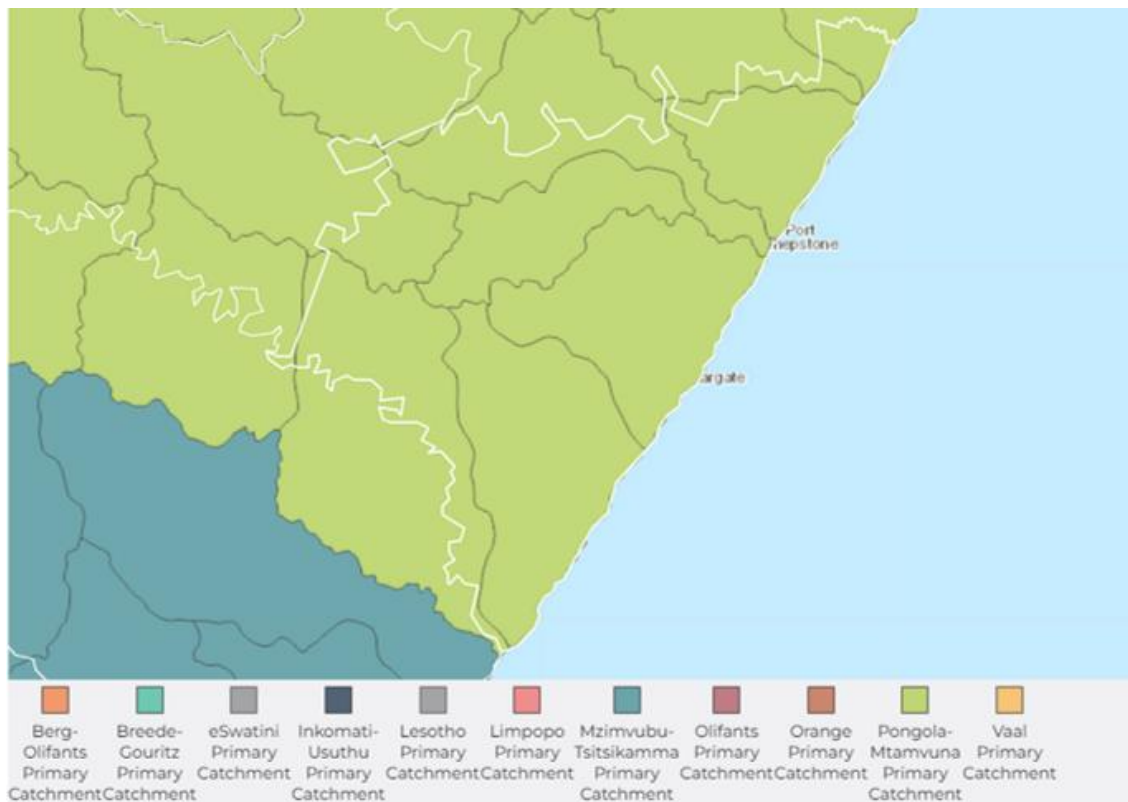 Port
hepstone
argate
Berg-
Olifants
Primary
Catchment
Breede-
Gouritz
Primary
Catchment
eSwatini
Primary
Catchment
Inkomati-
Usuthu
Primary
Catchment
Lesotho
Primary
Catchment
Limpopo
Primary
Catchment
Mzimvubu-
Tsitsikamma
Primary
Catchment
Olifants
Primary
Catchment
Orange
Primary
Catchment
Pongola-
Mtamvuna
Primary
Catchment
Vaal
Primary
Catchment